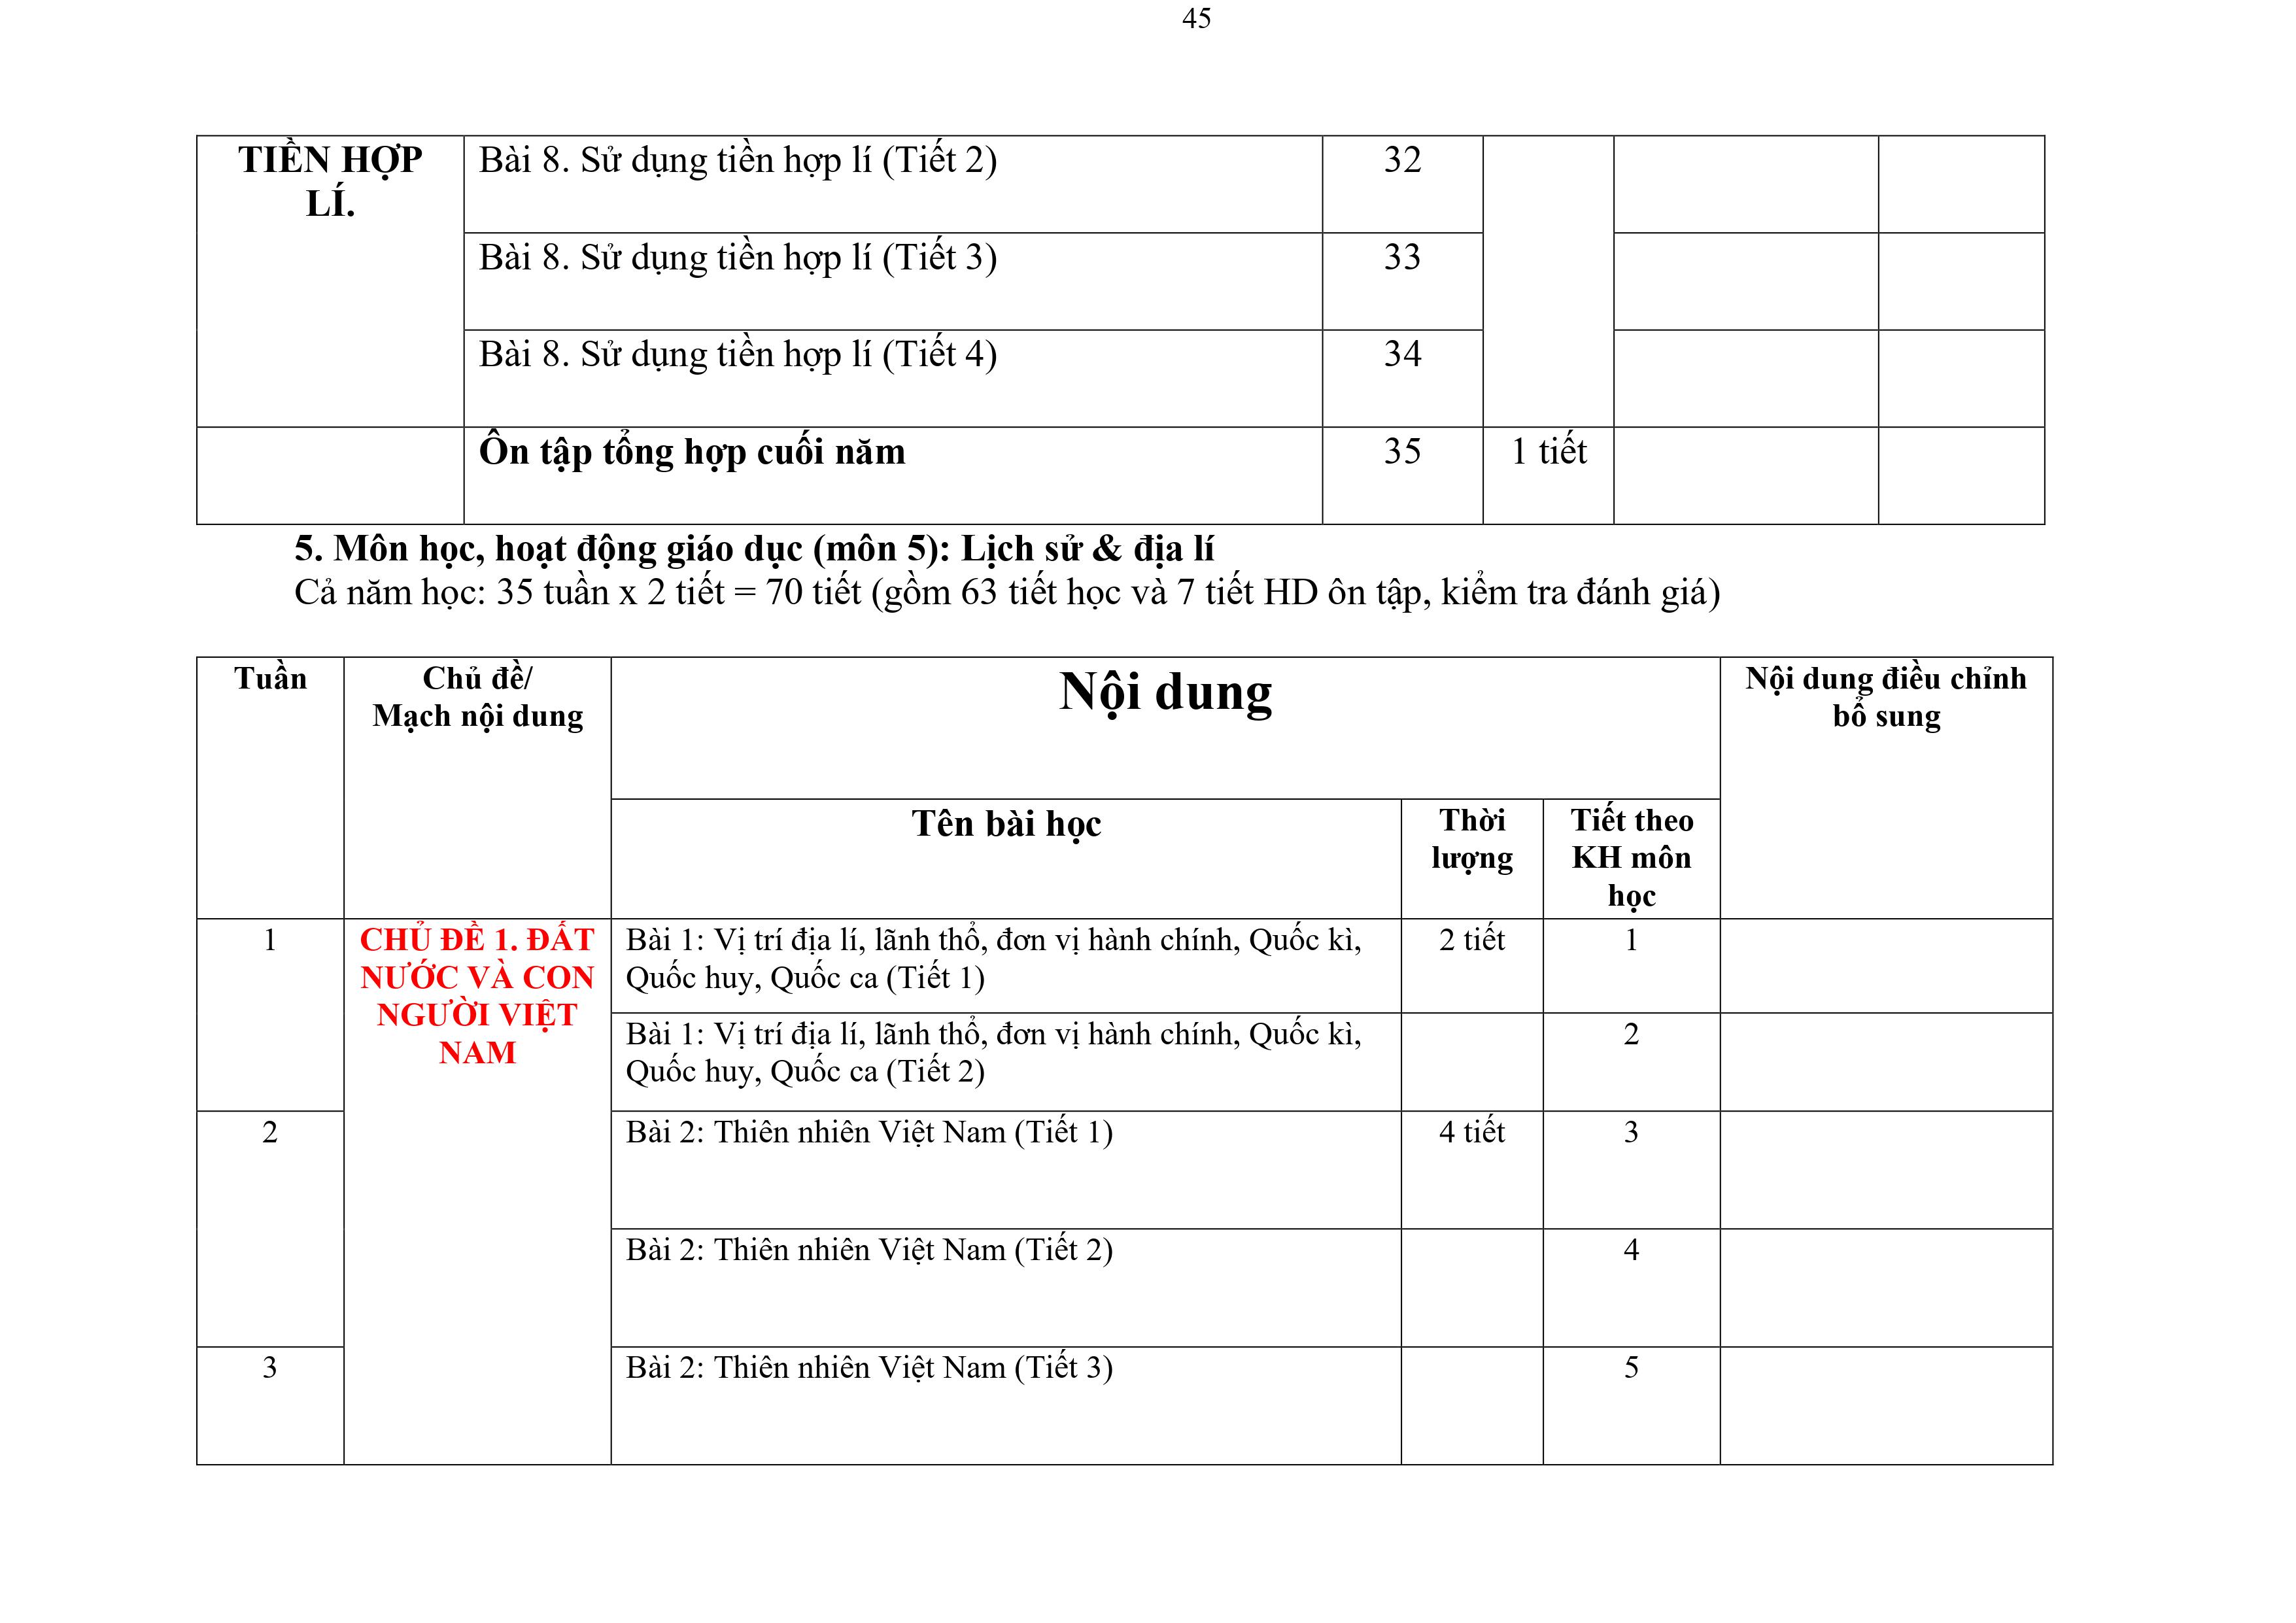 45
TIỀN HỢP
LÍ.
Bài 8. Sử dụng tiền hợp lí (Tiết 2)
32
Bài 8. Sử dụng tiền hợp lí (Tiết 3)
33
Bài 8. Sử dụng tiền hợp lí (Tiết 4)
34
Ôn tập tổng hợp cuối năm
35
1 tiết
5. Môn học, hoạt động giáo dục (môn 5): Lịch sử & địa lí
Cả năm học: 35 tuần x 2 tiết = 70 tiết (gồm 63 tiết học và 7 tiết HD ôn tập, kiểm tra đánh giá)
Tuần
Chủ đề/
Mạch nội dung
Nội dung
Nội dung điều chỉnh
bổ sung
Tên bài học
Thời
lượng
Tiết theo
KH môn
học
1
CHỦ ĐỀ 1. ĐẤT
NƯỚC VÀ CON
NGƯỜI VIỆT
NAM
Bài 1: Vị trí địa lí, lãnh thổ, đơn vị hành chính, Quốc kì,
Quốc huy, Quốc ca (Tiết 1)
2 tiết
1
Bài 1: Vị trí địa lí, lãnh thổ, đơn vị hành chính, Quốc kì,
Quốc huy, Quốc ca (Tiết 2)
2
2
Bài 2: Thiên nhiên Việt Nam (Tiết 1)
4 tiết
3
Bài 2: Thiên nhiên Việt Nam (Tiết 2)
4
3
Bài 2: Thiên nhiên Việt Nam (Tiết 3)
5